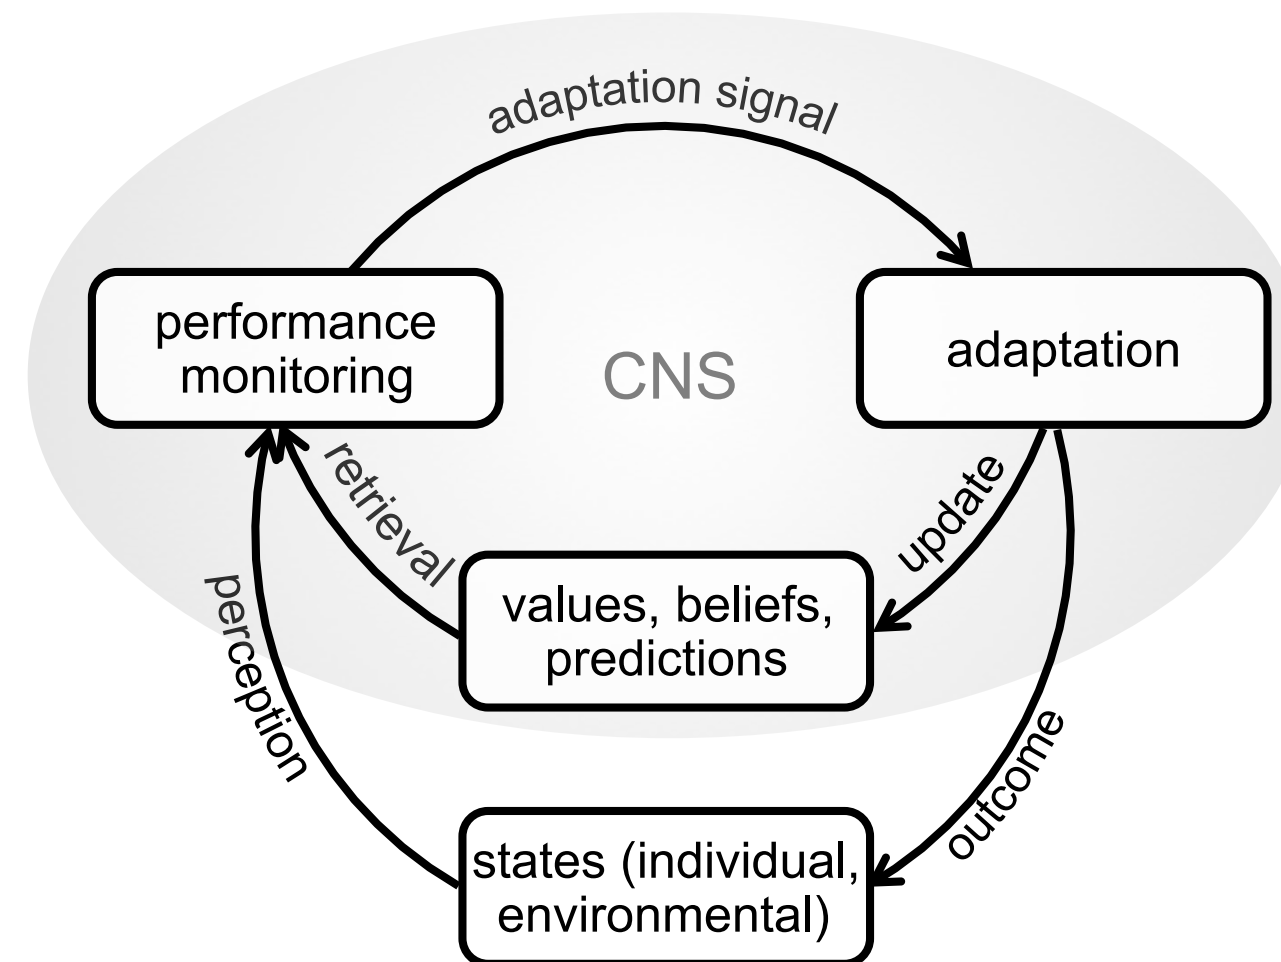 adaptation signal
performance
monitoring
CNS
adaptation
retrieval
update
values, beliefs,
predictions
perception
outcome
states (individual,
environmental)